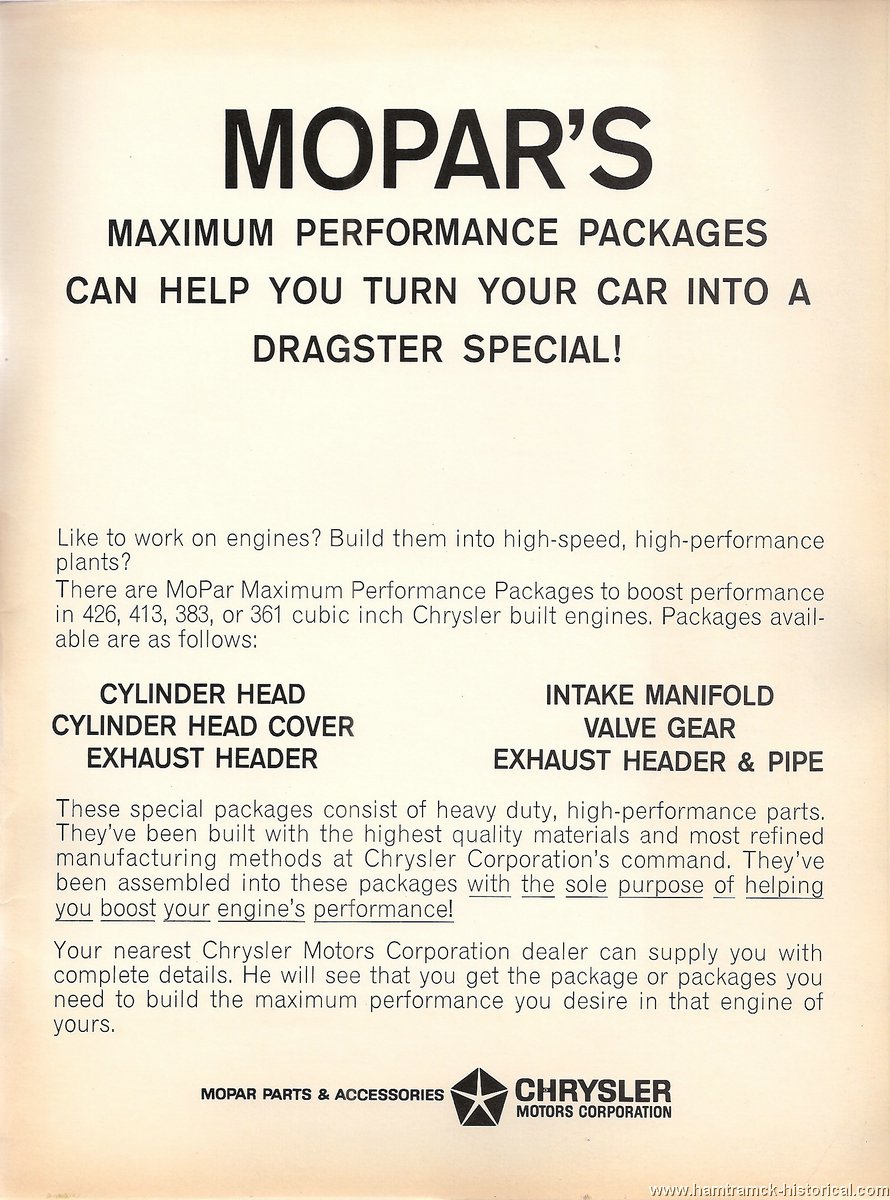 MOPAR'S
MAXIMUM PERFORMANCE PACKAGES
CAN HELP YOU TURN YOUR CAR INTO A
DRAGSTER SPECIAL!
Like to work on engines? Build them into high-speed, high-performance
plants?
There are MoPar Maximum Performance Packages to boost performance
in 426, 413, 383, or 361 cubic inch Chrysler built engines. Packages avail-
able are as follows:
CYLINDER HEAD
CYLINDER HEAD COVER
EXHAUST HEADER
INTAKE MANIFOLD
VALVE GEAR
EXHAUST HEADER & PIPE
These special packages consist of heavy duty, high-performance parts.
They've been built with the highest quality materials and most refined
manufacturing methods at Chrysler Corporation's command. They've
been assembled into these packages with the sole purpose of helping
you boost your engine's performance!
Your nearest Chrysler Motors Corporation dealer can supply you with
complete details. He will see that you get the package or packages you
need to build the maximum performance you desire in that engine of
yours.
MOPAR PARTS & ACCESSORIES
CHRYSLER
MOTORS CORPORATION
www.hamtramck-historical.com